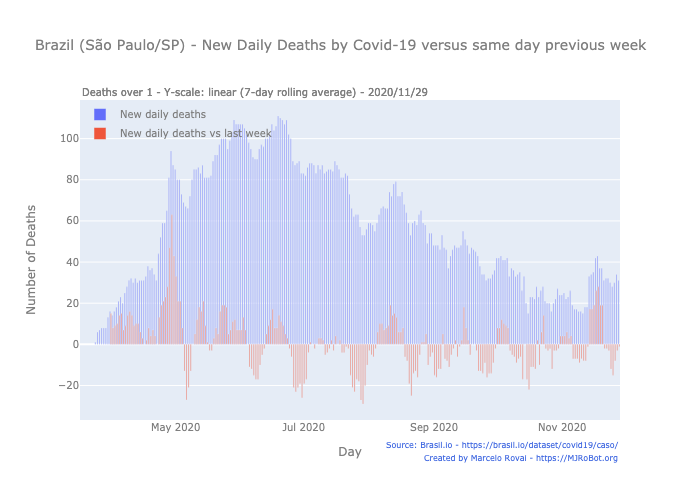 Brazil (São Paulo/SP) - New Daily Deaths by Covid-19 versus same day previous week
Deaths over 1 - Y-scale: linear (7-day rolling average) - 2020/11/29
New daily deaths
New daily deaths vs last week
Number of Deaths
100
80
60
40
20
0
−20
May 2020 Jul 2020 Sep 2020 Nov 2020
Day
Source: Brasil.io - https://brasil.io/dataset/covid19/caso/
Created by Marcelo Rovai - https://MJRoBot.org